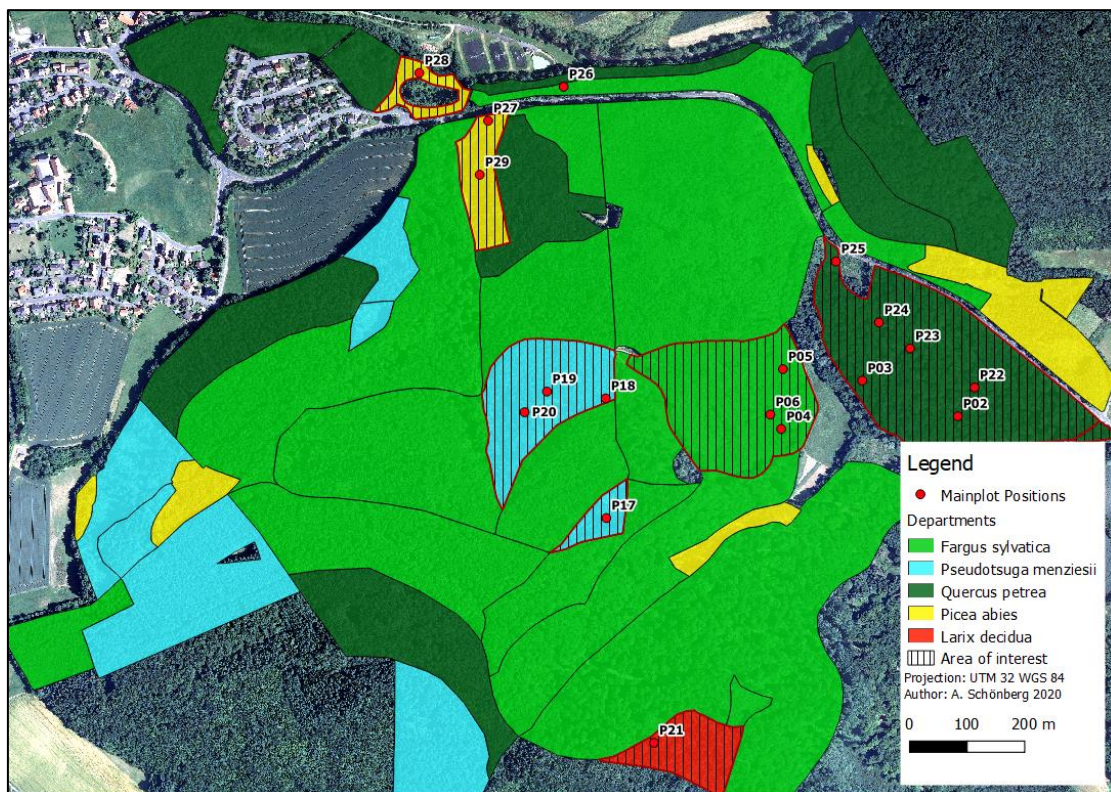 P28
P26
P27
P29
P25
P24
P23
P05
P03
P22
P19
P18
P20
P06
P02
P04
P17
P21
Legend
Mainplot Positions
Departments
Fargus sylvatica
Pseudotsuga menziesii
Quercus petrea
Picea abies
Larix decidua
Area of interest
Projection: UTM 32 WGS 84
Author: A. Schönberg 2020
0 100 200 m